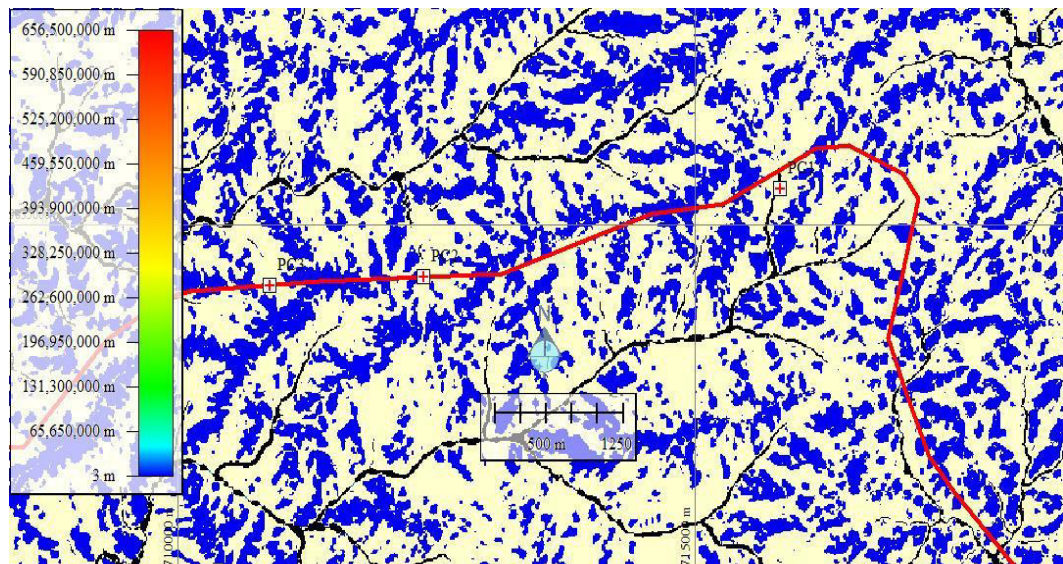 656,500,000 m
590,850,000 m
525,200,000 m
459,550,000 m
393,900,000 m
328,250,000 m
262,600,000 m
196,950,000 m
131,300,000 m
65,650,000 m
3 m
PC1
PC2
PC3
N
500 m
1250